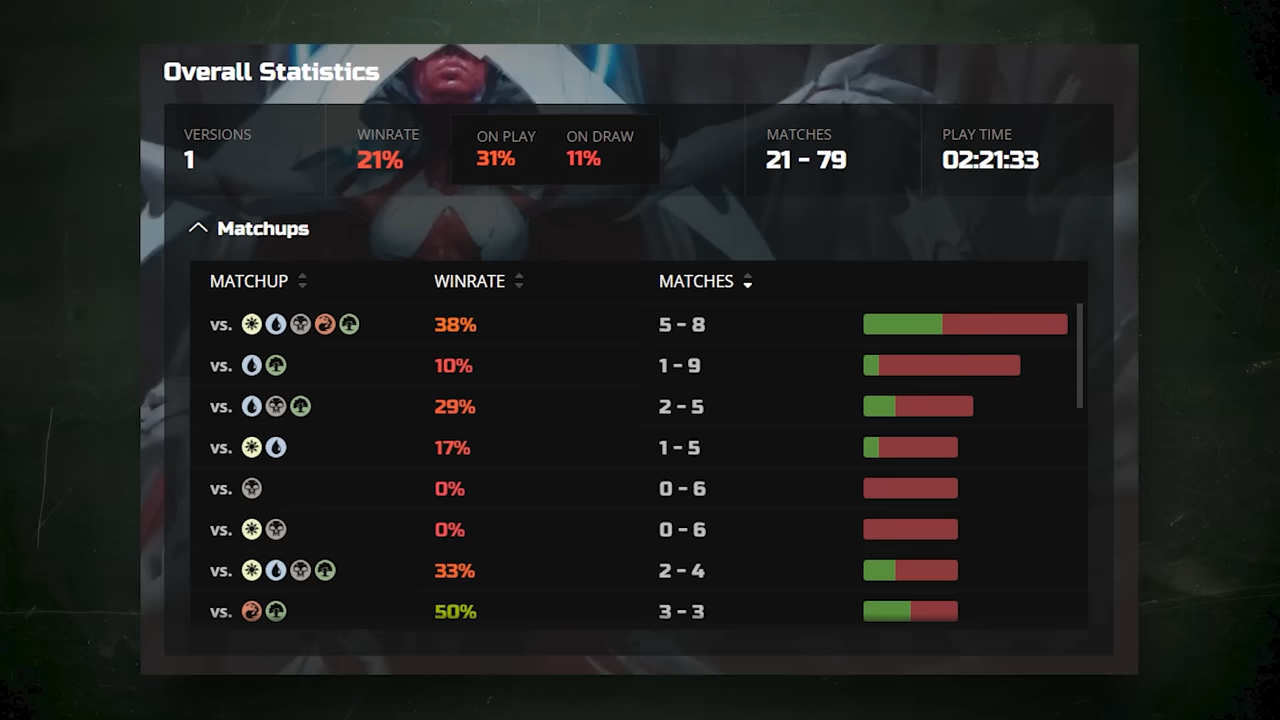 Overall Statistics
VERSIONS WINRATE ON PLAY ON DRAW MATCHES PLAY TIME
1 21% 31% 11% 21 - 79 02:21:33
Matchups
MATCHUP WINRATE MATCHES
vs. 38% 5 - 8
vs. 10% 1 - 9
vs. 29% 2 - 5
vs. 17% 1 - 5
vs. 0% 0 - 6
vs. 0% 0 - 6
vs. 33% 2 - 4
vs. 50% 3 - 3